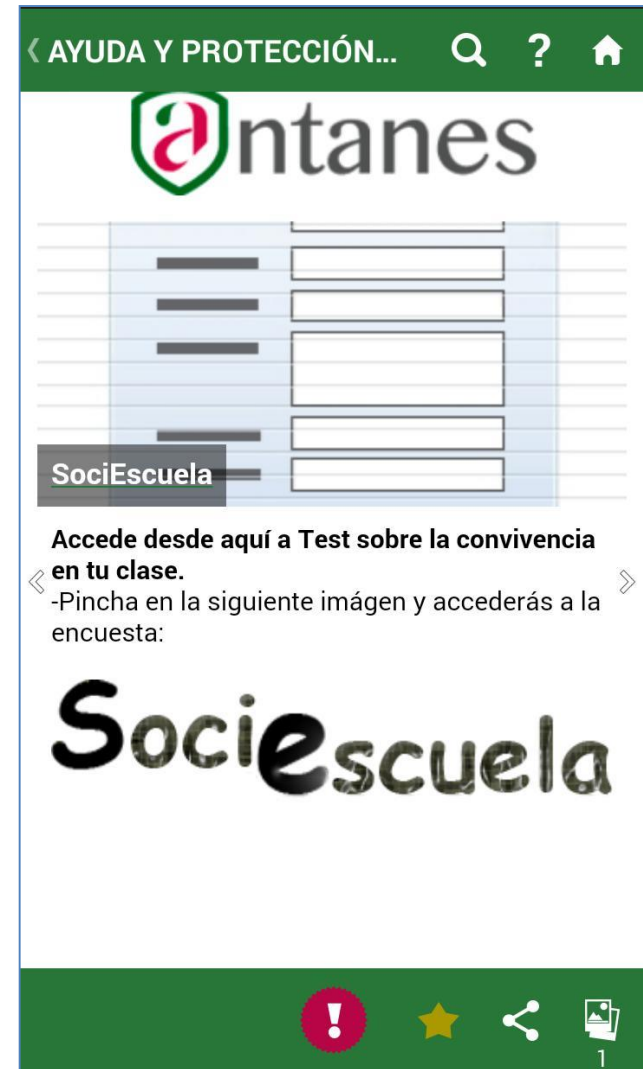 AYUDA Y PROTECCIÓN...
?
antanes
SociEscuela
Accede desde aquí a Test sobre la convivencia
en tu clase.
-Pincha en la siguiente imágen y accederás a la
encuesta:
SociEscuela
!
1